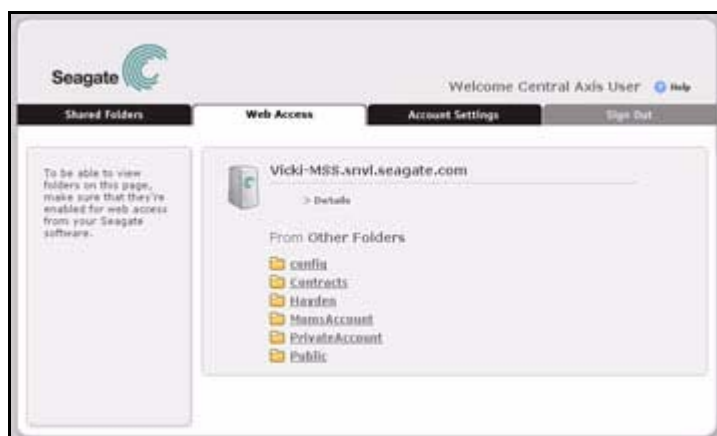 Seagate
Welcome Central Axis User
Help
Shared Folders
Web Access
Account Settings
Sign Out
To be able to view
folders on this page,
make sure that they're
enabled for web access
from your Seagate
software.
Vicki-MSS.snvl.seagate.com
> Details
From Other Folders
config
Contracts
Hayden
MomsAccount
PrivateAccount
Public